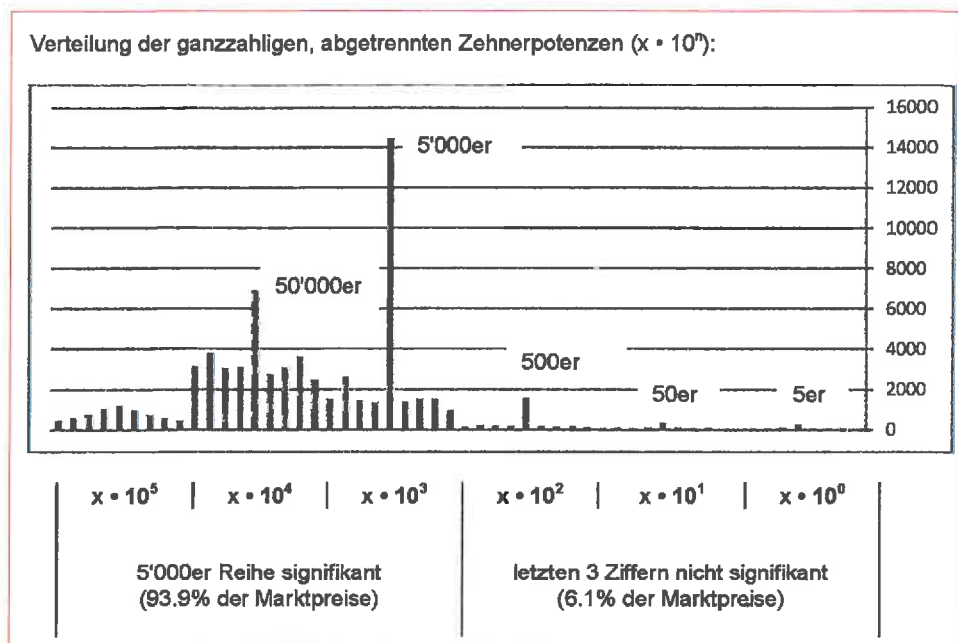 Verteilung der ganzzahligen, abgetrennten Zehnerpotenzen (x • 10ⁿ):
16000
5'000er
14000
12000
10000
8000
50'000er
6000
4000
500er
2000
50er
5er
0
x • 10⁵ | x • 10⁴ | x • 10³ | x • 10² | x • 10¹ | x • 10⁰
5'000er Reihe signifikant
(93.9% der Marktpreise)
letzten 3 Ziffern nicht signifikant
(6.1% der Marktpreise)